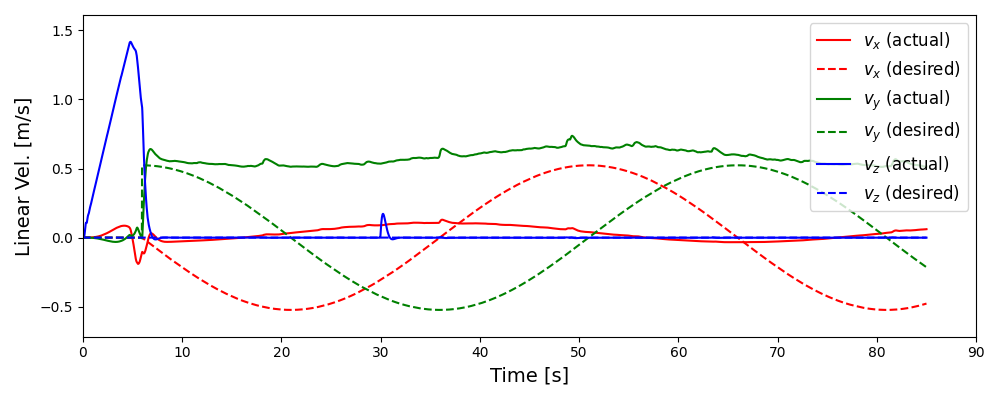 1.5
1.0
0.5
0.0
−0.5
Linear Vel. [m/s]
v_x (actual)
v_x (desired)
v_y (actual)
v_y (desired)
v_z (actual)
v_z (desired)
0 10 20 30 40 50 60 70 80 90
Time [s]